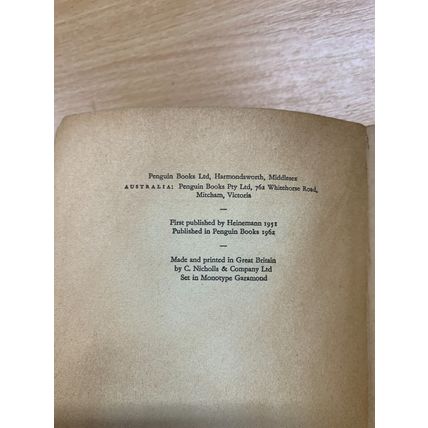 Penguin Books Ltd, Harmondsworth, Middlesex
AUSTRALIA: Penguin Books Pty Ltd, 762 Whitehorse Road,
Mitcham, Victoria
—
First published by Heinemann 1951
Published in Penguin Books 1962
—
Made and printed in Great Britain
by C. Nicholls & Company Ltd
Set in Monotype Garamond